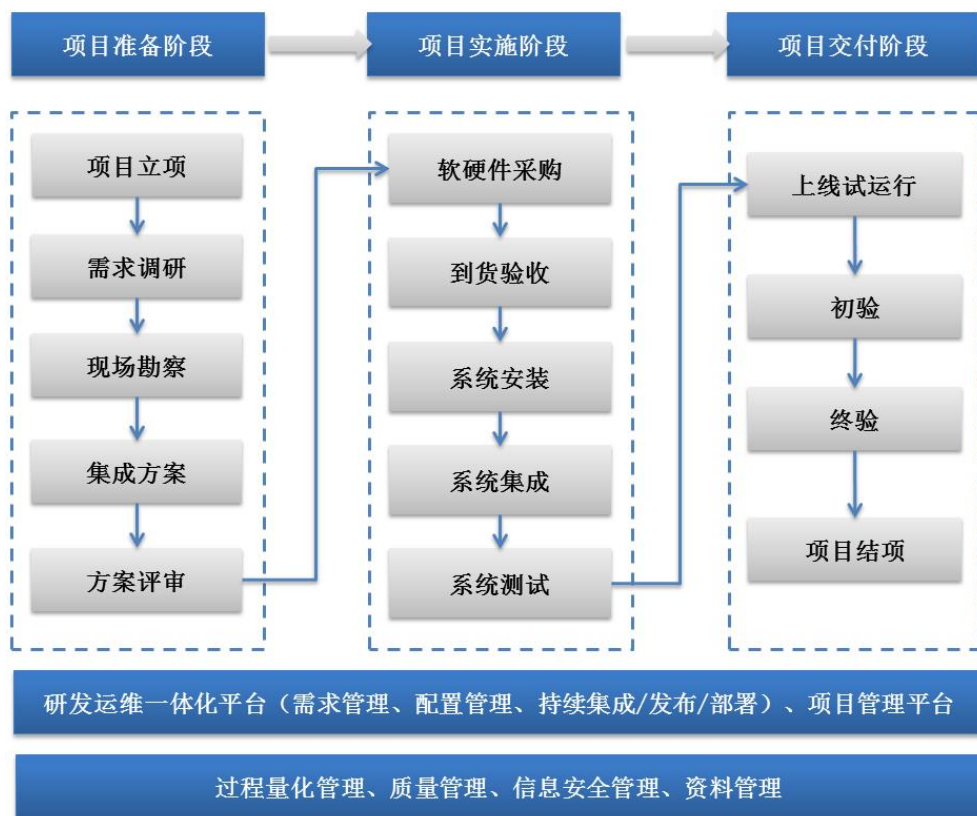 项目准备阶段
项目实施阶段
项目交付阶段
项目立项
需求调研
现场勘察
集成方案
方案评审
软硬件采购
到货验收
系统安装
系统集成
系统测试
上线试运行
初验
终验
项目结项
研发运维一体化平台（需求管理、配置管理、持续集成/发布/部署）、项目管理平台
过程量化管理、质量管理、信息安全管理、资料管理